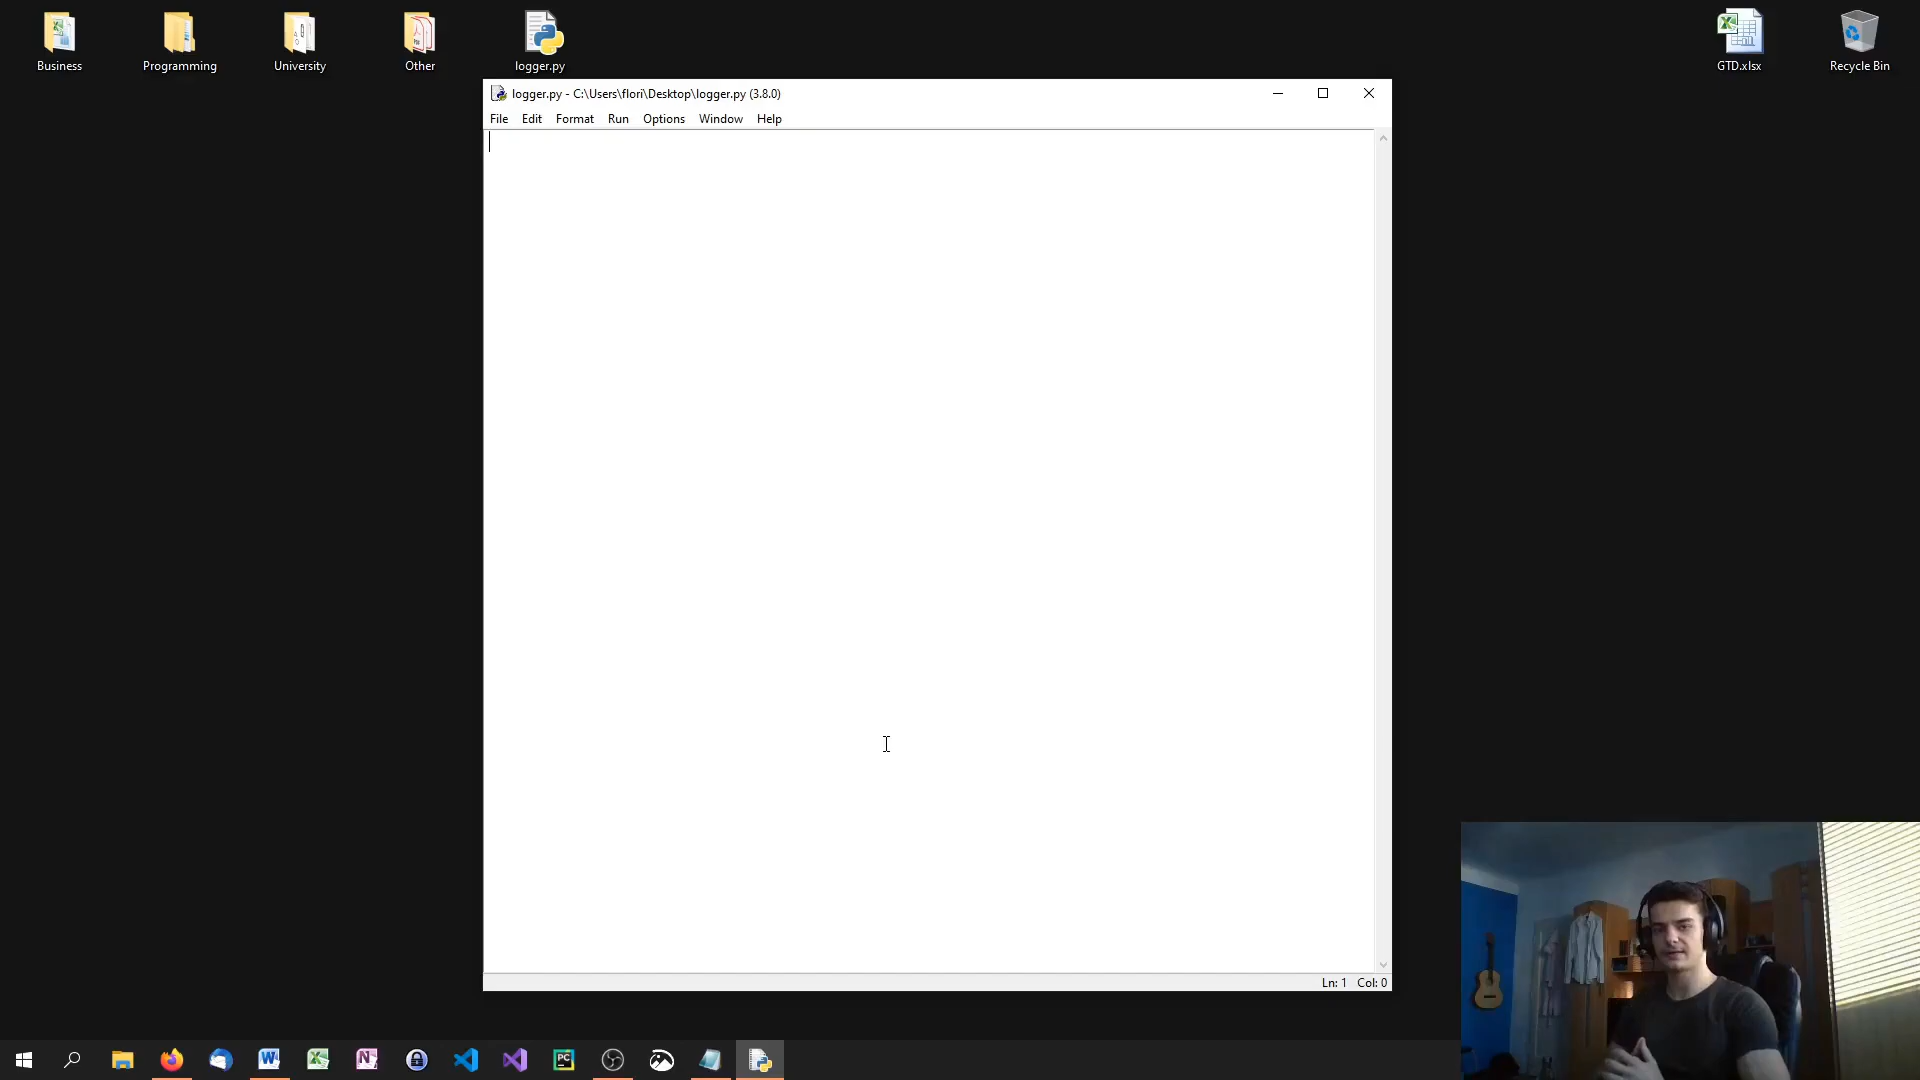 Business
Programming
University
Other
logger.py
GTD.xlsx
Recycle Bin
logger.py - C:\Users\flori\Desktop\logger.py (3.8.0)
File Edit Format Run Options Window Help
Ln: 1 Col: 0